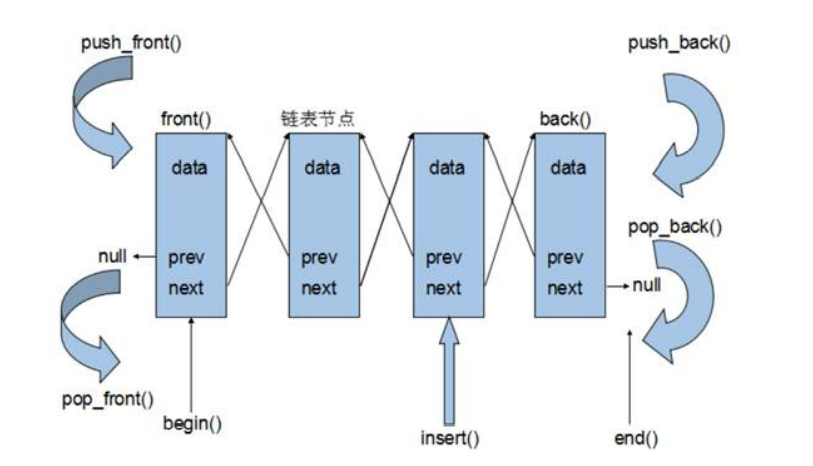 push_front()
push_back()
front()
链表节点
back()
data
data
data
data
pop_back()
null
prev
prev
prev
prev
next
next
next
next
null
pop_front()
begin()
insert()
end()